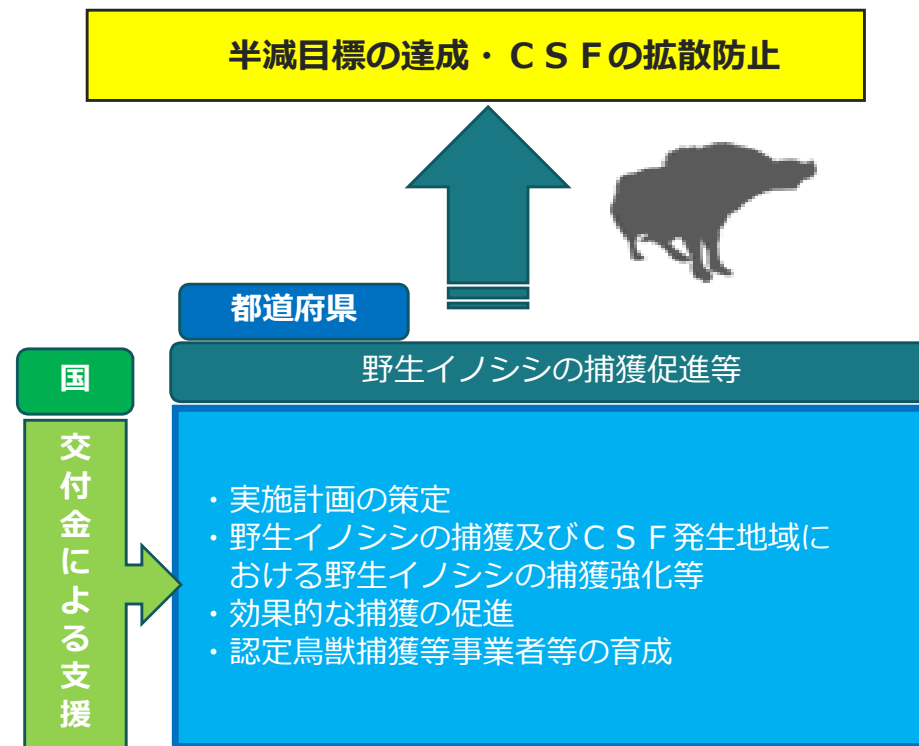 半減目標の達成・ＣＳＦの拡散防止
都道府県
国
野生イノシシの捕獲促進等
交付金による支援
・実施計画の策定
・野生イノシシの捕獲及びＣＳＦ発生地域に
おける野生イノシシの捕獲強化等
・効果的な捕獲の促進
・認定鳥獣捕獲等事業者等の育成